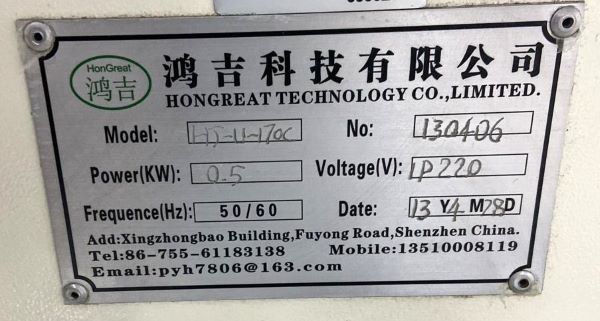 HonGreat
鸿吉
鸿吉科技有限公司
HONGREAT TECHNOLOGY CO.,LIMITED.
Model: HJ-U-170C No: 130406
Power(KW): 0.5 Voltage(V): 1P220
Frequence(Hz): 50/60 Date: 13 Y 4 M 28 D
Add:Xingzhongbao Building,Fuyong Road,Shenzhen China.
Tel:86-755-61183138 Mobile:13510008119
Email:pyh7806@163.com